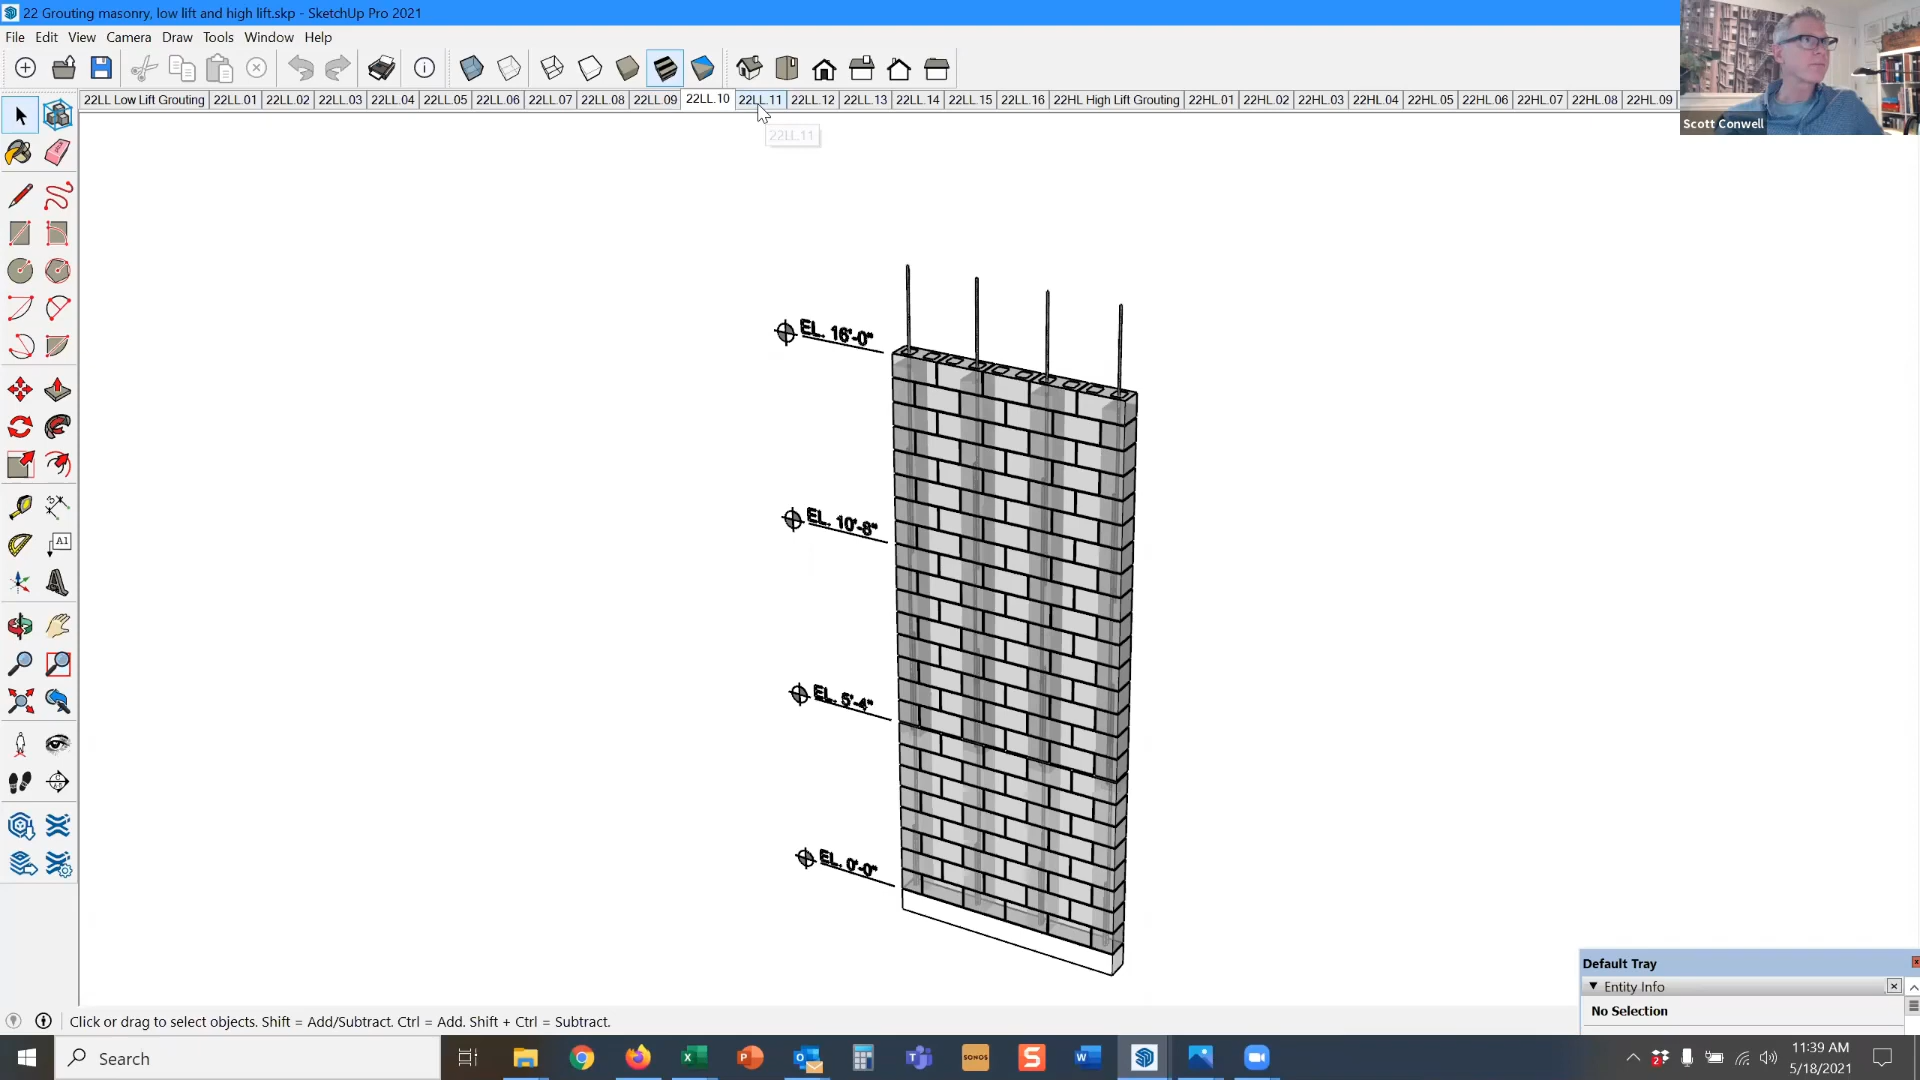 22 Grouting masonry, low lift and high lift.skp - SketchUp Pro 2021
File Edit View Camera Draw Tools Window Help
22LL Low Lift Grouting 22LL.01 22LL.02 22LL.03 22LL.04 22LL.05 22LL.06 22LL.07 22LL.08 22LL.09 22LL.10 22LL.11 22LL.12 22LL.13 22LL.14 22LL.15 22LL.16 22HL High Lift Grouting 22HL.01 22HL.02 22HL.03 22HL.04 22HL.05 22HL.06 22HL.07 22HL.08 22HL.09
Scott Conwell
22LL.11
EL. 16'-0"
EL. 10'-8"
EL. 5'-4"
EL. 0'-0"
A1
Default Tray
Entity Info
No Selection
Click or drag to select objects. Shift = Add/Subtract. Ctrl = Add. Shift + Ctrl = Subtract.
Search
SONOS
11:39 AM
5/18/2021